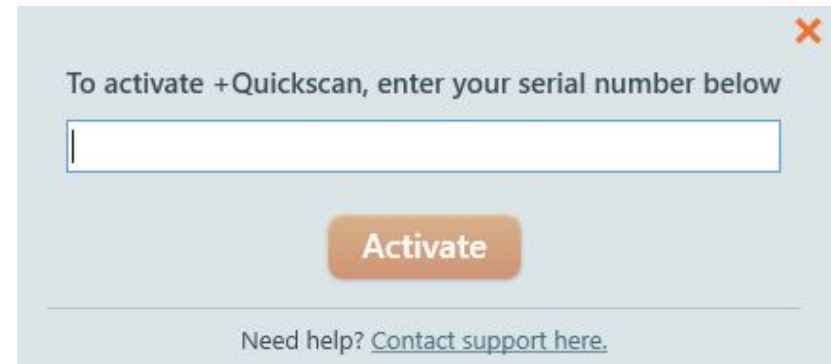 To activate +Quickscan, enter your serial number below
Activate
Need help? Contact support here.